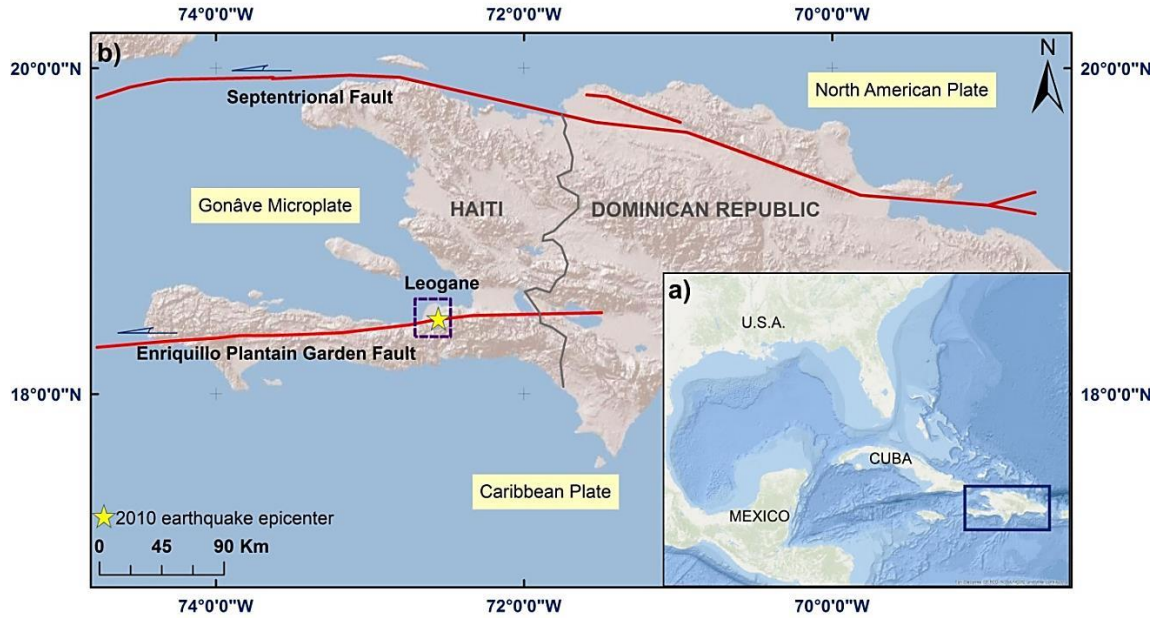 74°0'0"W 72°0'0"W 70°0'0"W
b)
N
20°0'0"N 20°0'0"N
North American Plate
Septentrional Fault
Gonâve Microplate
HAITI DOMINICAN REPUBLIC
Leogane
a)
U.S.A.
Enriquillo Plantain Garden Fault
18°0'0"N 18°0'0"N
CUBA
Caribbean Plate
MEXICO
2010 earthquake epicenter
0 45 90 Km
74°0'0"W 72°0'0"W 70°0'0"W